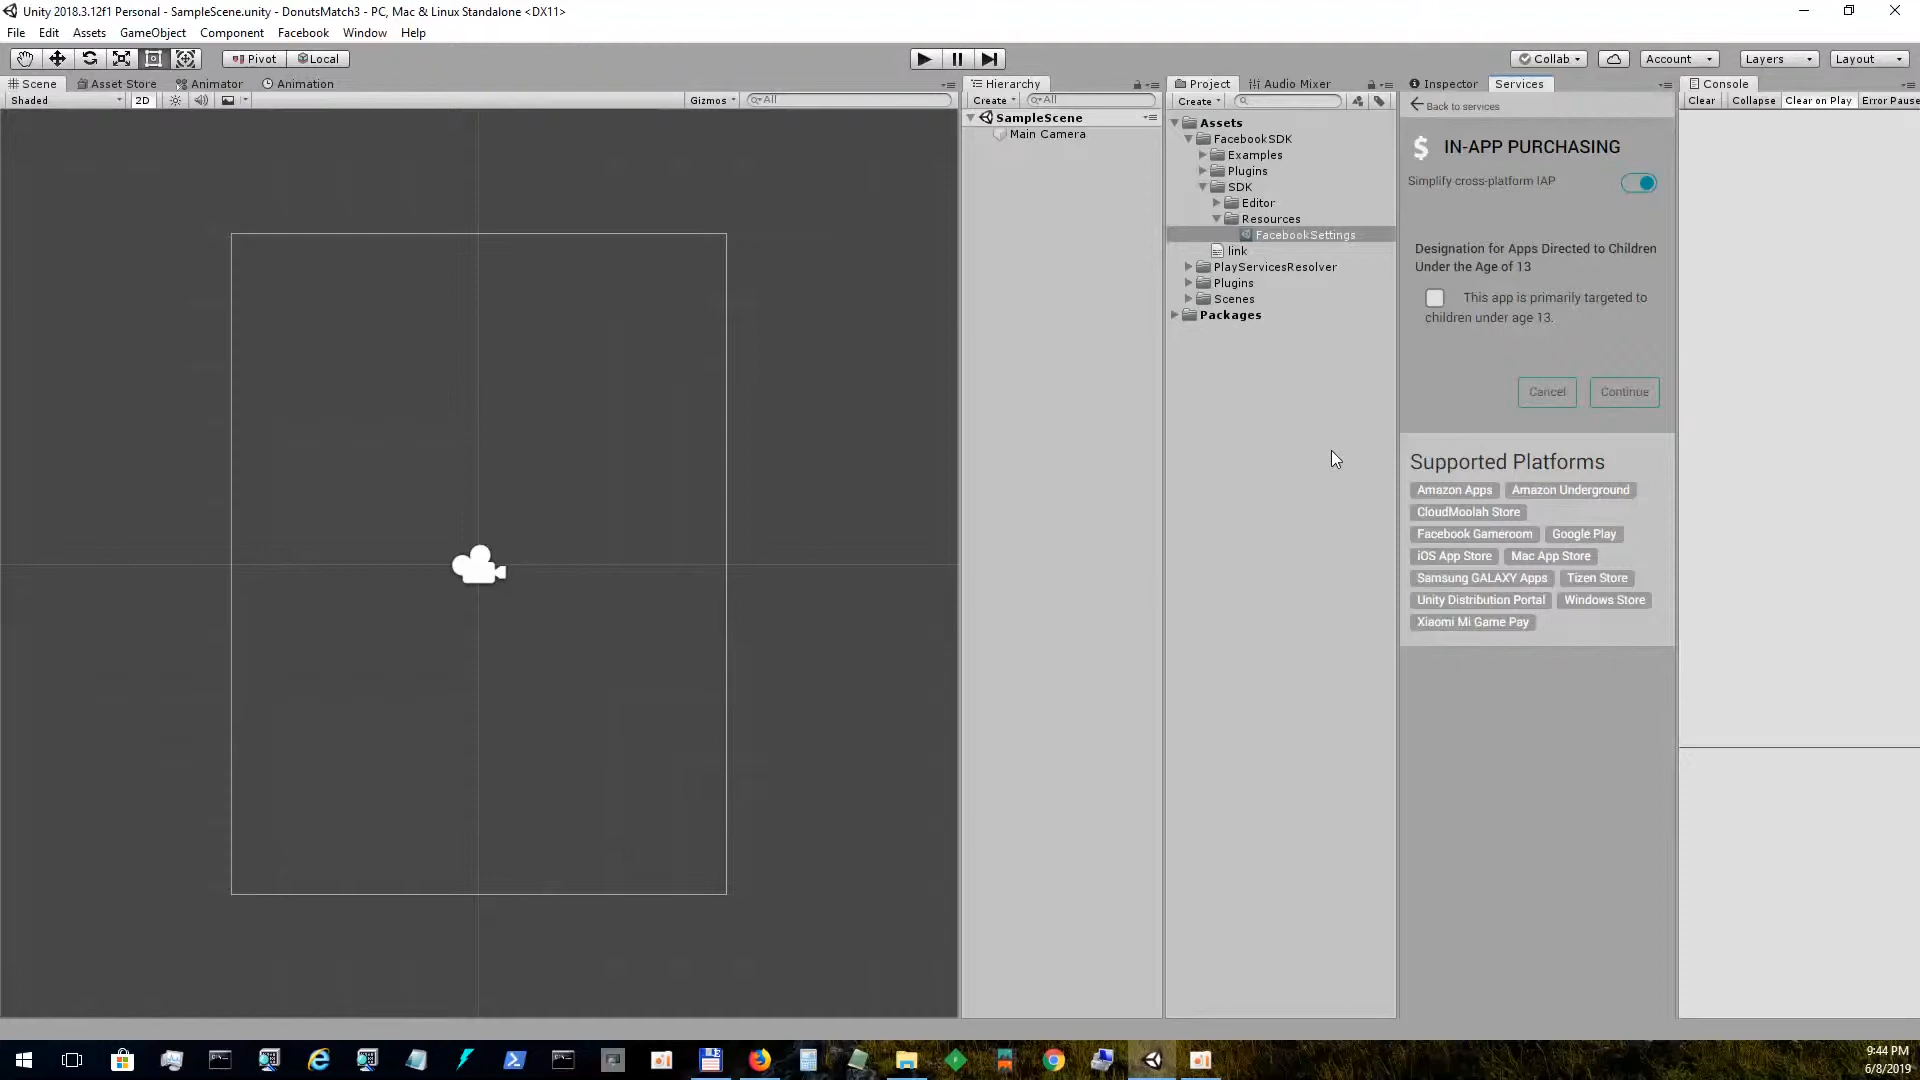 Unity 2018.3.12f1 Personal - SampleScene.unity - DonutsMatch3 - PC, Mac & Linux Standalone <DX11>
File Edit Assets GameObject Component Facebook Window Help
Pivot Local Collab Account Layers Layout
Scene Asset Store Animator Animation
Shaded 2D Gizmos All
Hierarchy
Create All
SampleScene
Main Camera
Project Audio Mixer
Create
Assets
FacebookSDK
Examples
Plugins
SDK
Editor
Resources
FacebookSettings
link
PlayServicesResolver
Plugins
Scenes
Packages
Inspector Services
Back to services
$ IN-APP PURCHASING
Simplify cross-platform IAP
Designation for Apps Directed to Children
Under the Age of 13
This app is primarily targeted to
children under age 13.
Cancel Continue
Supported Platforms
Amazon Apps Amazon Underground
CloudMoolah Store
Facebook Gameroom Google Play
iOS App Store Mac App Store
Samsung GALAXY Apps Tizen Store
Unity Distribution Portal Windows Store
Xiaomi Mi Game Pay
Console
Clear Collapse Clear on Play Error Pause
9:44 PM
6/8/2019